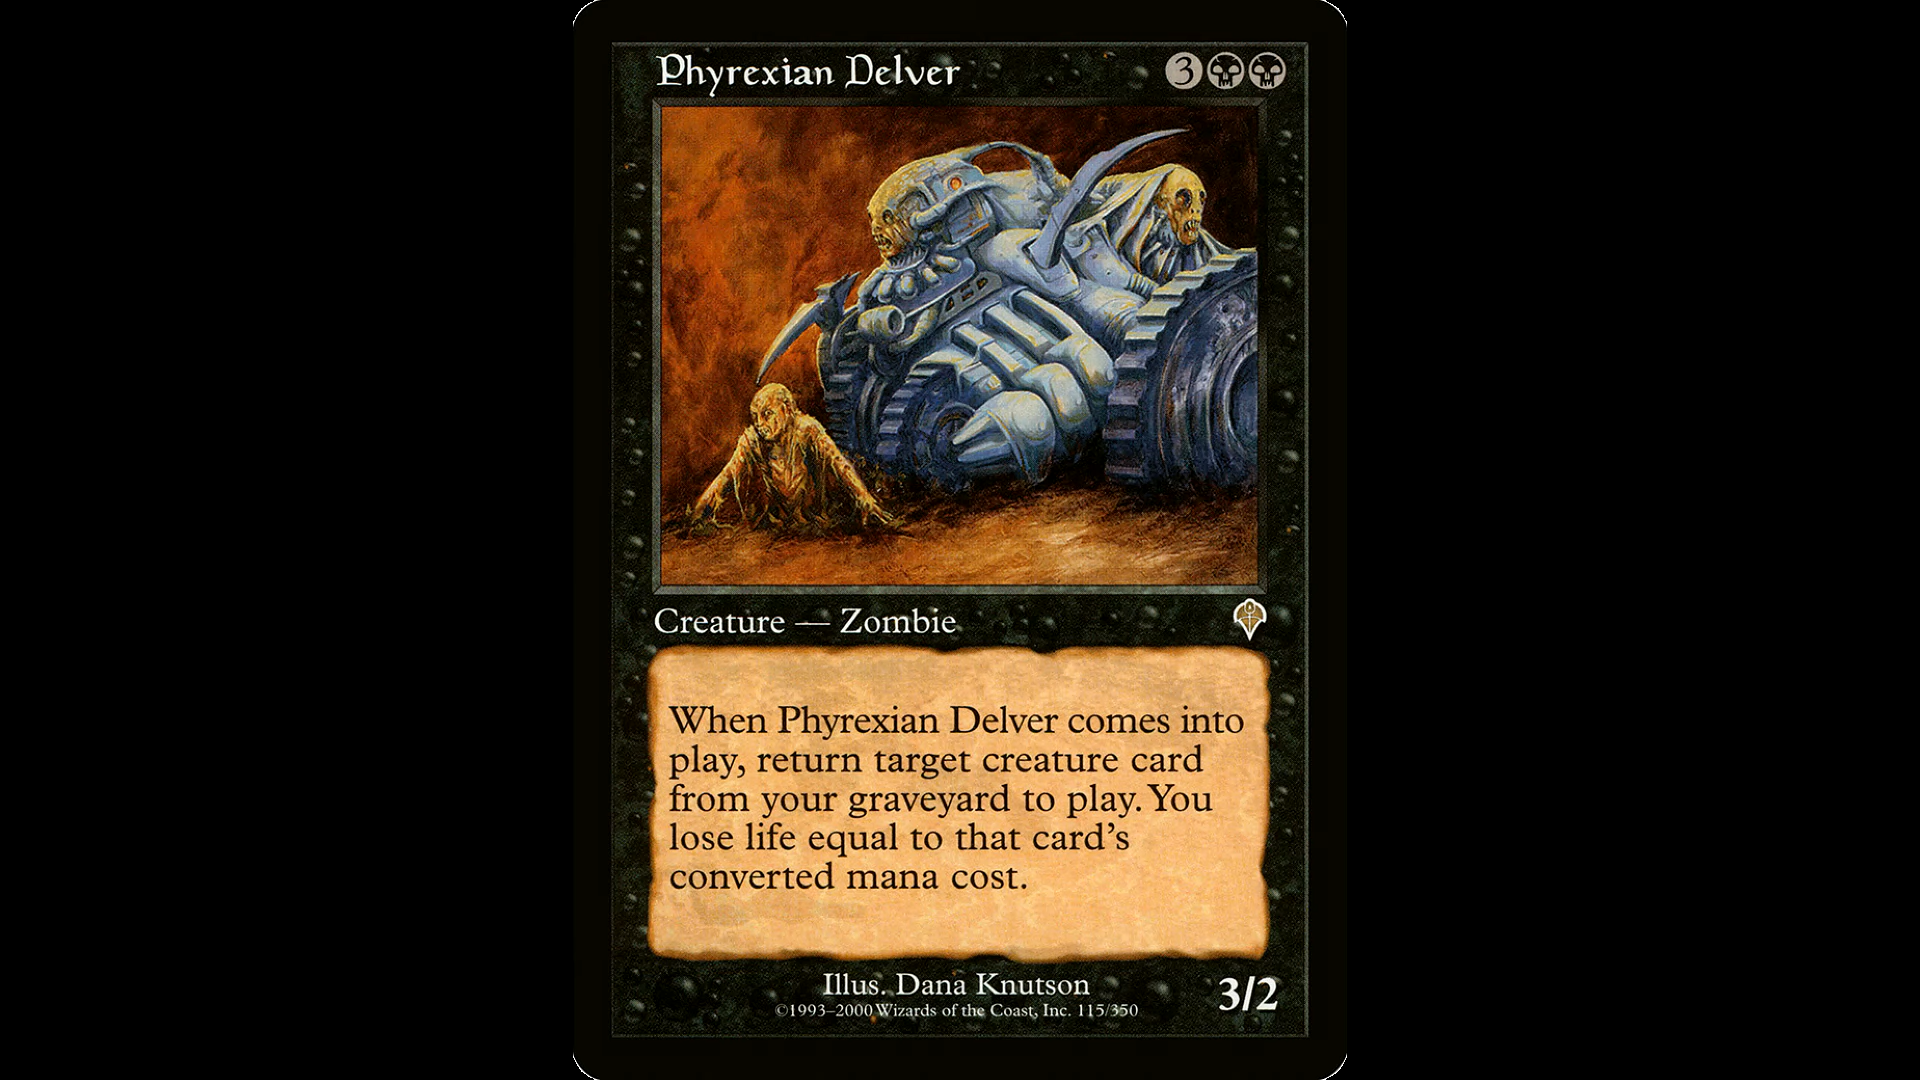 Phyrexian Delver 3
Creature — Zombie
When Phyrexian Delver comes into
play, return target creature card
from your graveyard to play. You
lose life equal to that card's
converted mana cost.
Illus. Dana Knutson
©1993–2000 Wizards of the Coast, Inc. 115/350
3/2